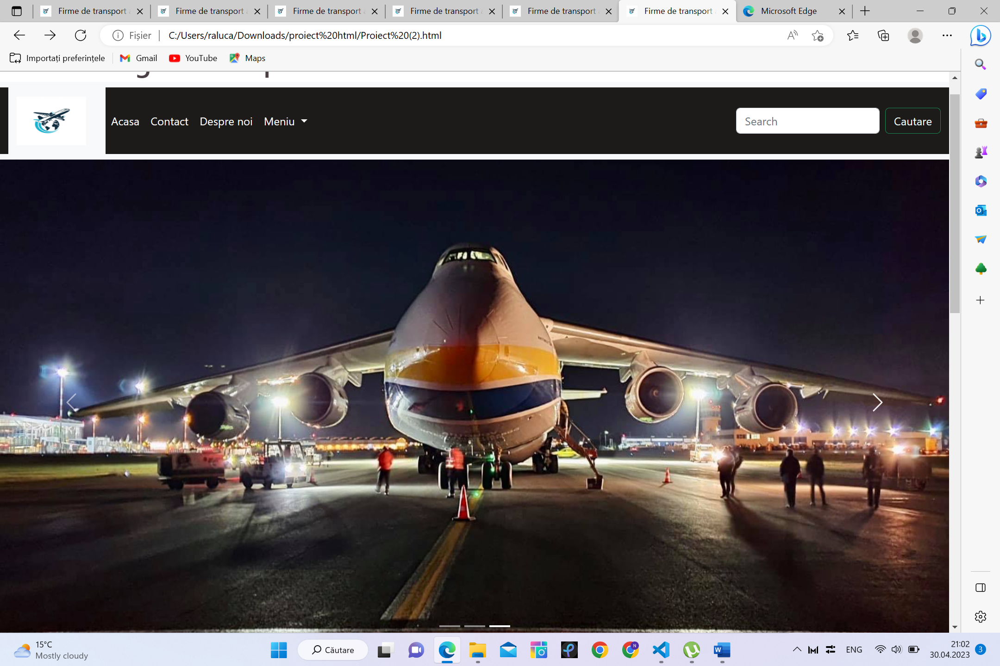 Firme de transport a Firme de transport a Firme de transport a Firme de transport a Firme de transport a Firme de transport a Microsoft Edge
Fișier C:/Users/raluca/Downloads/proiect%20html/Proiect%20(2).html
Importați preferințele Gmail YouTube Maps
Acasa Contact Despre noi Meniu Search Cautare
15°C
Mostly cloudy
Căutare
ENG
21:02
30.04.2023
3